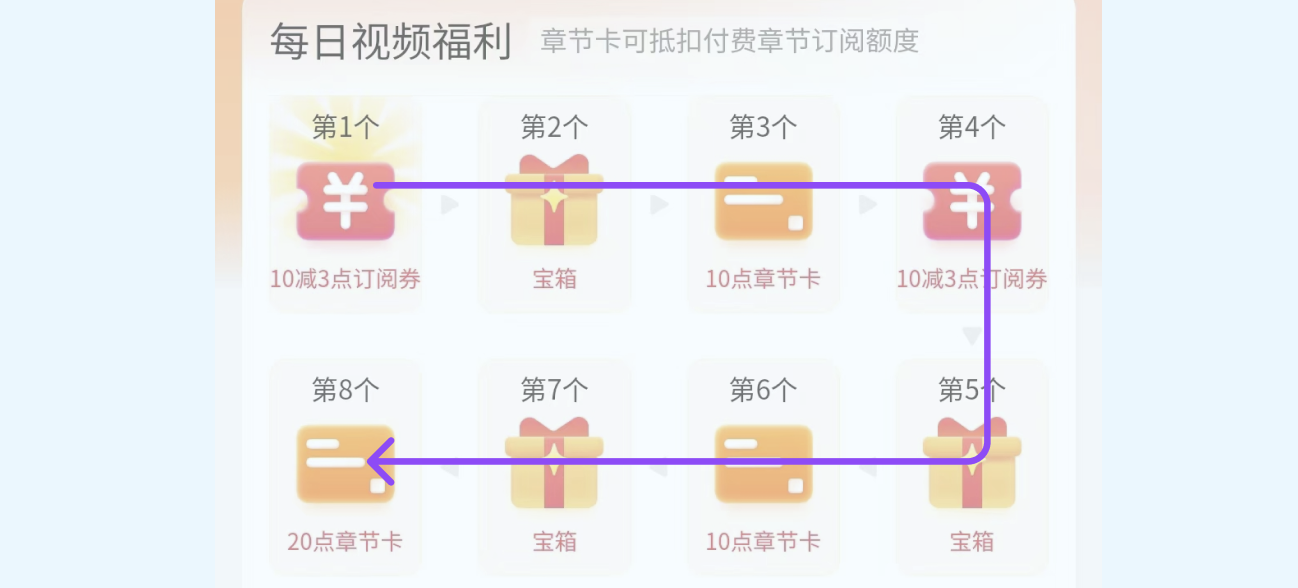 每日视频福利 章节卡可抵扣付费章节订阅额度
第1个 第2个 第3个 第4个
10减3点订阅券 宝箱 10点章节卡 10减3点订阅券
第8个 第7个 第6个 第5个
20点章节卡 宝箱 10点章节卡 宝箱